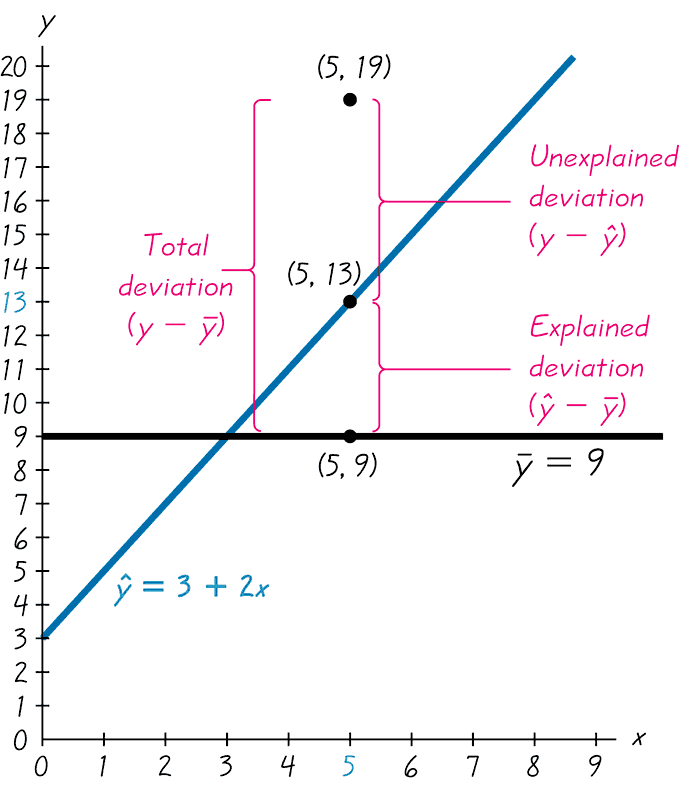 y
20
(5, 19)
19
18
17
Unexplained
deviation
(y − ŷ)
16
15
Total
deviation
(y − ȳ)
14
(5, 13)
13
12
Explained
deviation
(ŷ − ȳ)
11
10
9
(5, 9)
ȳ = 9
8
7
6
5
ŷ = 3 + 2x
4
3
2
1
0
x
0 1 2 3 4 5 6 7 8 9